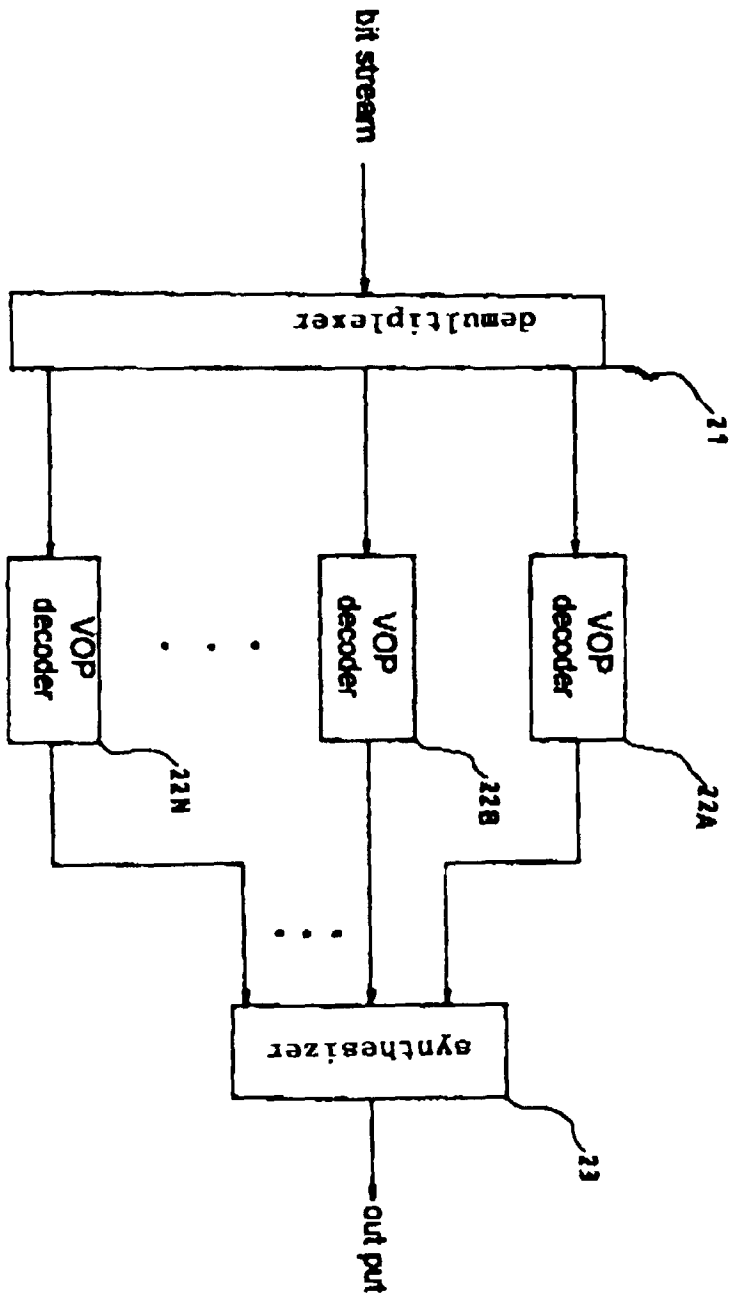 bit stream
demultiplexer
21
VOP
decoder
22A
VOP
decoder
22B
VOP
decoder
22N
synthesizer
23
out put